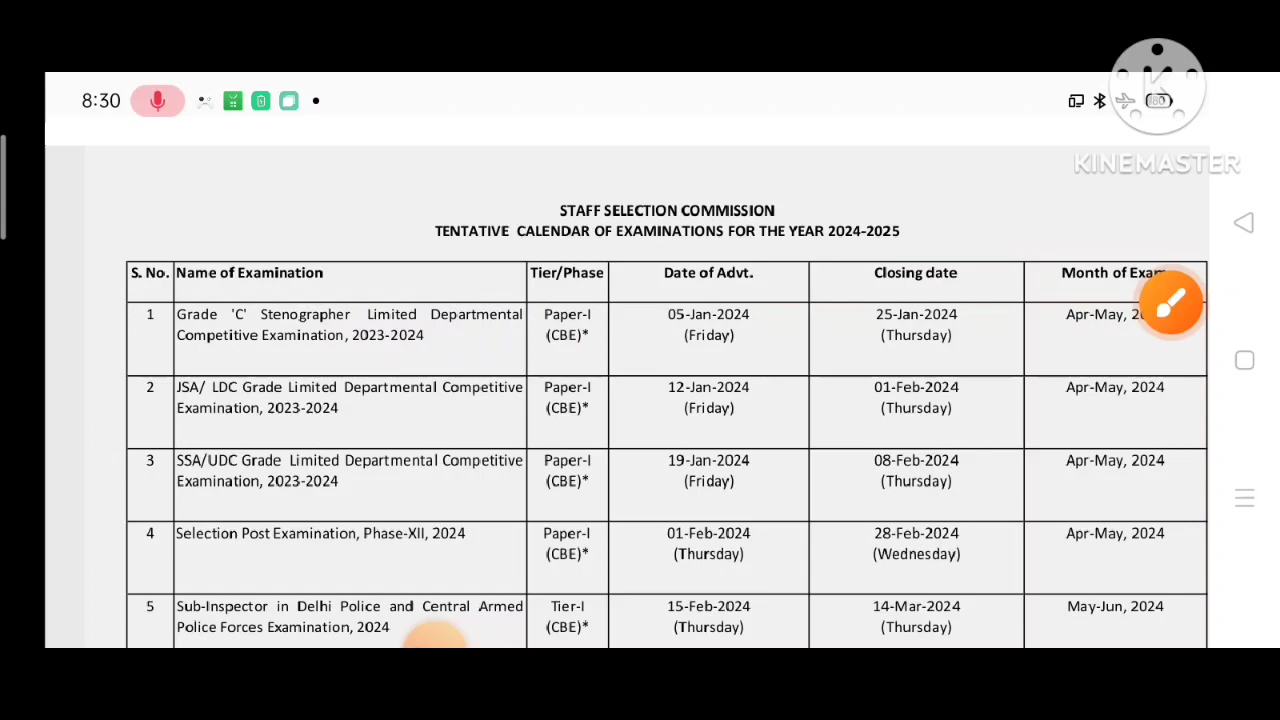 8:30
KINEMASTER
STAFF SELECTION COMMISSION
TENTATIVE CALENDAR OF EXAMINATIONS FOR THE YEAR 2024-2025
S. No. Name of Examination Tier/Phase Date of Advt. Closing date Month of Exam
1 Grade 'C' Stenographer Limited Departmental Paper-I 05-Jan-2024 25-Jan-2024 Apr-May,
Competitive Examination, 2023-2024 (CBE)* (Friday) (Thursday)
2 JSA/ LDC Grade Limited Departmental Competitive Paper-I 12-Jan-2024 01-Feb-2024 Apr-May, 2024
Examination, 2023-2024 (CBE)* (Friday) (Thursday)
3 SSA/UDC Grade Limited Departmental Competitive Paper-I 19-Jan-2024 08-Feb-2024 Apr-May, 2024
Examination, 2023-2024 (CBE)* (Friday) (Thursday)
4 Selection Post Examination, Phase-XII, 2024 Paper-I 01-Feb-2024 28-Feb-2024 Apr-May, 2024
(CBE)* (Thursday) (Wednesday)
5 Sub-Inspector in Delhi Police and Central Armed Tier-I 15-Feb-2024 14-Mar-2024 May-Jun, 2024
Police Forces Examination, 2024 (CBE)* (Thursday) (Thursday)